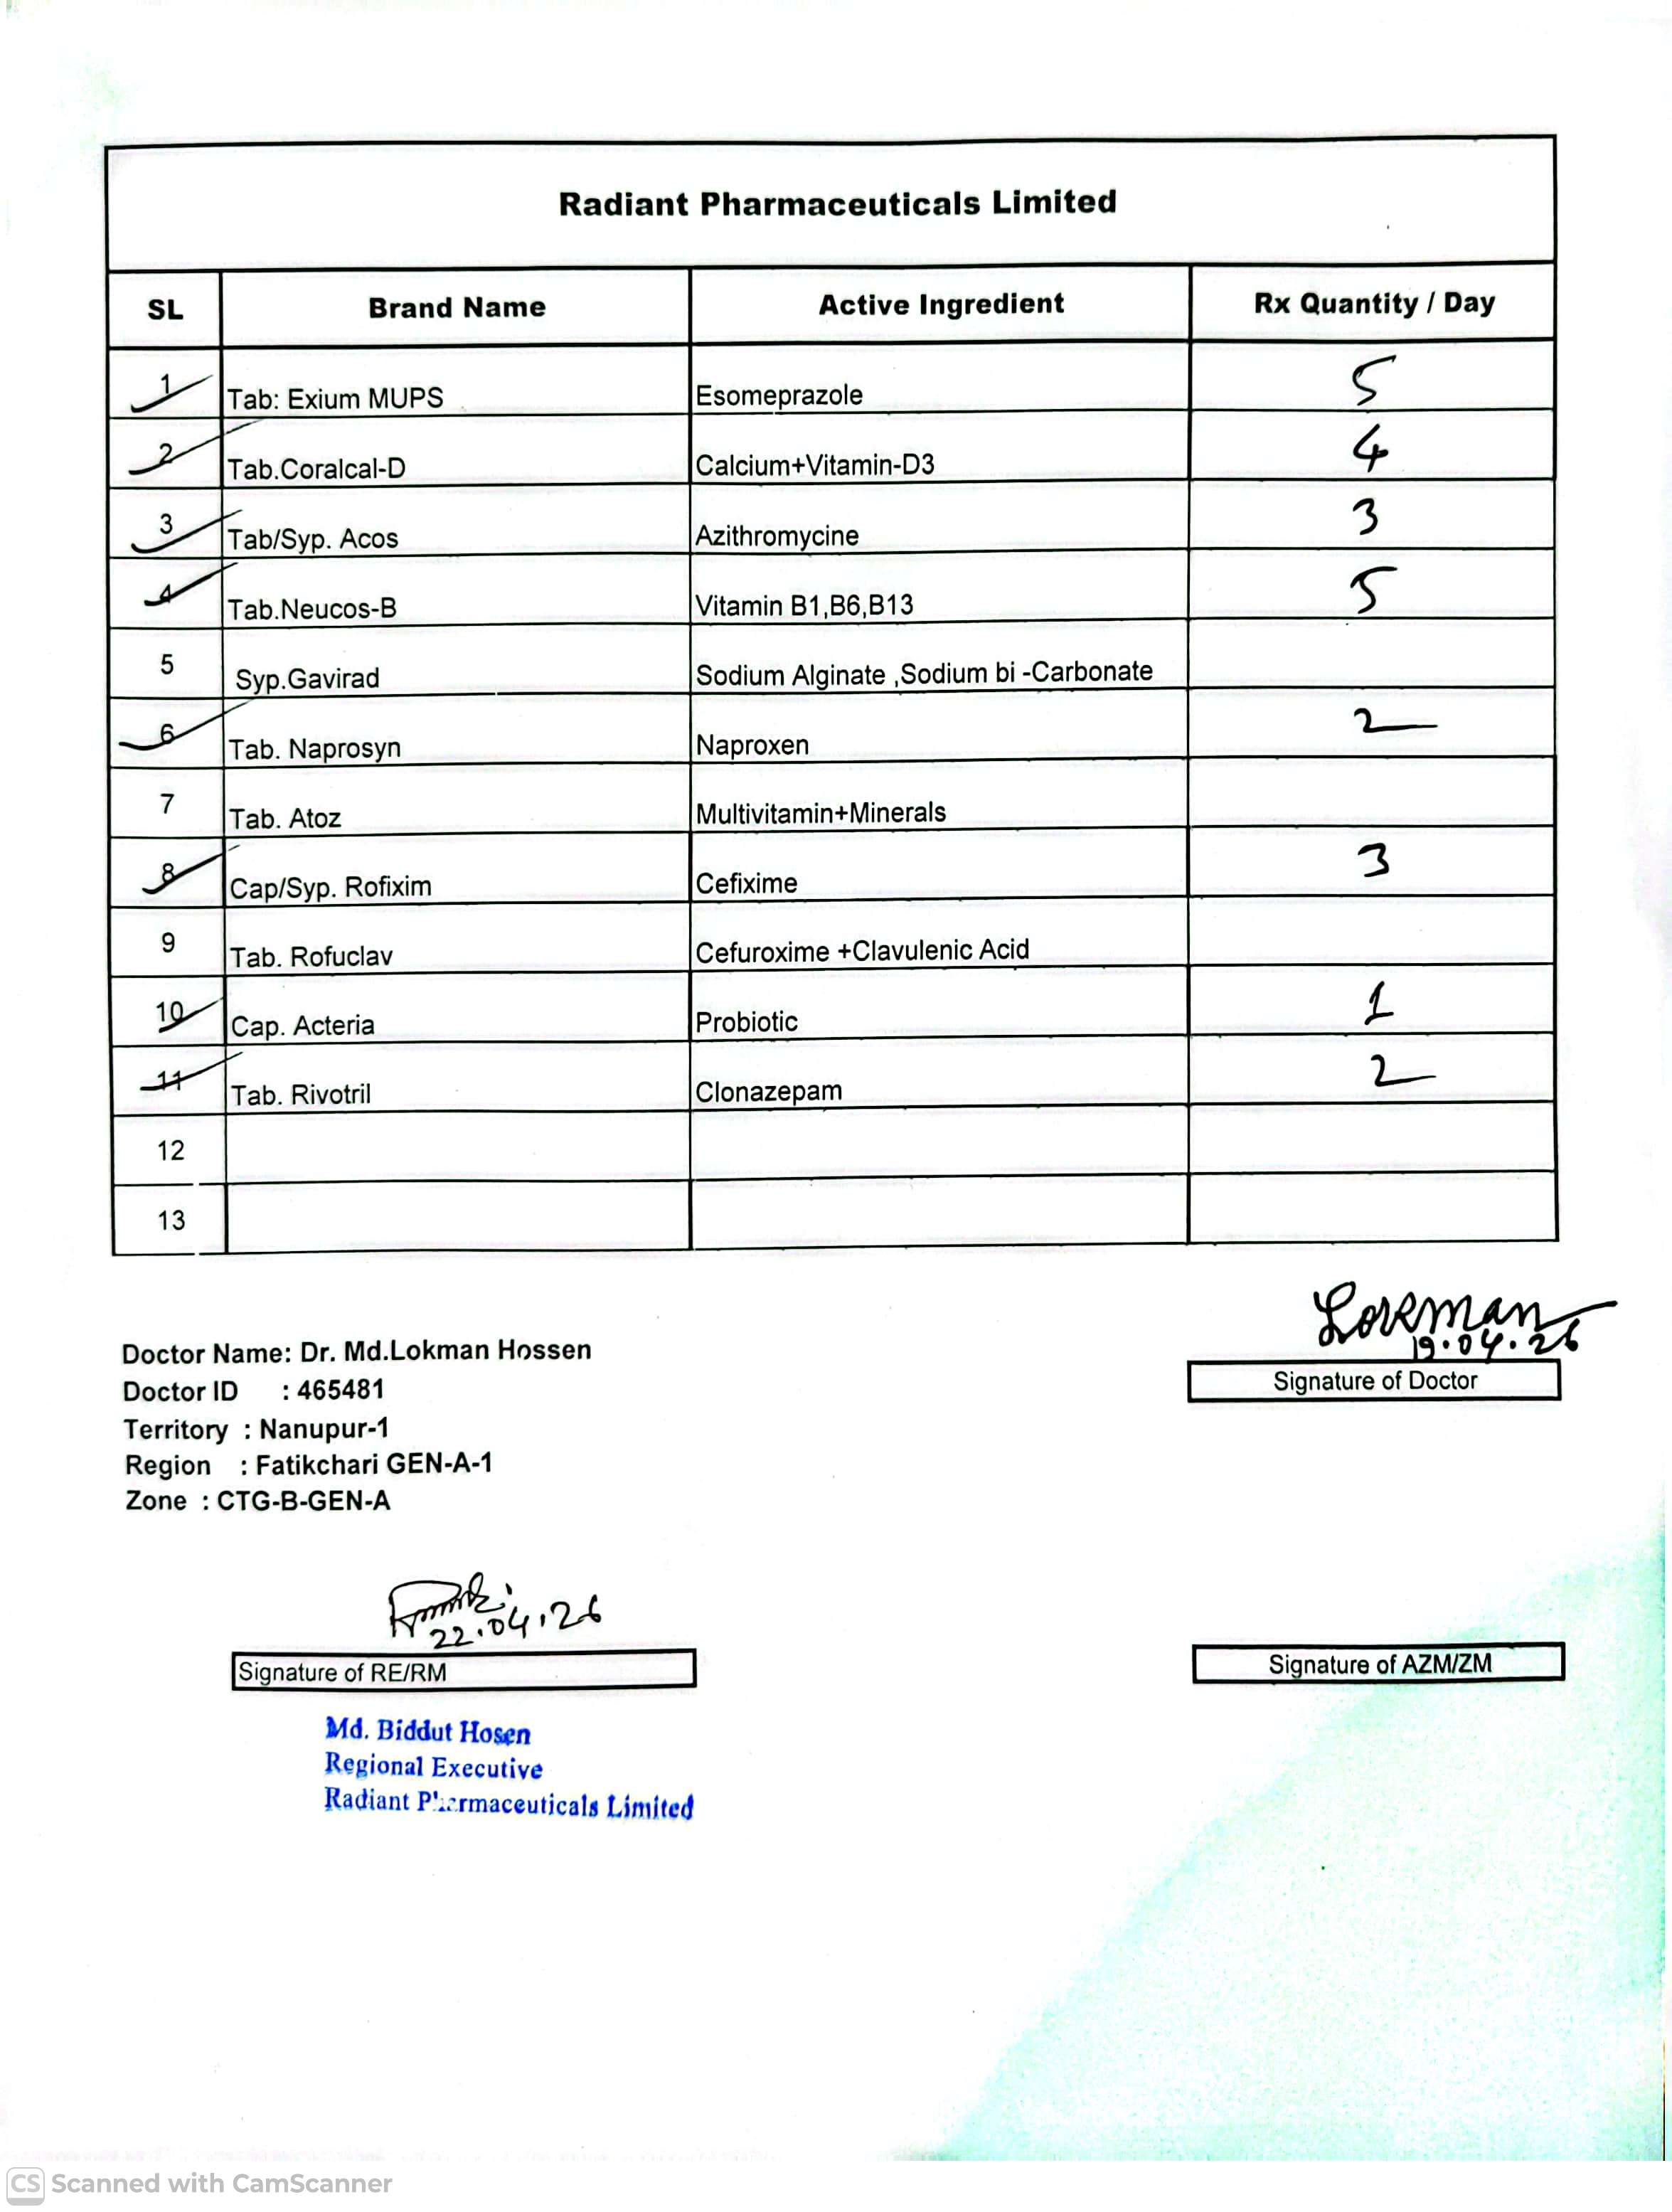 Radiant Pharmaceuticals Limited
SL Brand Name Active Ingredient Rx Quantity / Day
1 Tab: Exium MUPS Esomeprazole 5
2 Tab.Coralcal-D Calcium+Vitamin-D3 4
3 Tab/Syp. Acos Azithromycine 3
4 Tab.Neucos-B Vitamin B1,B6,B13 5
5 Syp.Gavirad Sodium Alginate ,Sodium bi -Carbonate
6 Tab. Naprosyn Naproxen 2
7 Tab. Atoz Multivitamin+Minerals
8 Cap/Syp. Rofixim Cefixime 3
9 Tab. Rofuclav Cefuroxime +Clavulenic Acid
10 Cap. Acteria Probiotic 1
11 Tab. Rivotril Clonazepam 2
12
13
Lokman
19.04.26
Signature of Doctor
Doctor Name: Dr. Md.Lokman Hossen
Doctor ID : 465481
Territory : Nanupur-1
Region : Fatikchari GEN-A-1
Zone : CTG-B-GEN-A
22.04.26
Signature of RE/RM
Signature of AZM/ZM
Md. Biddut Hosen
Regional Executive
Radiant Pharmaceuticals Limited
CS Scanned with CamScanner